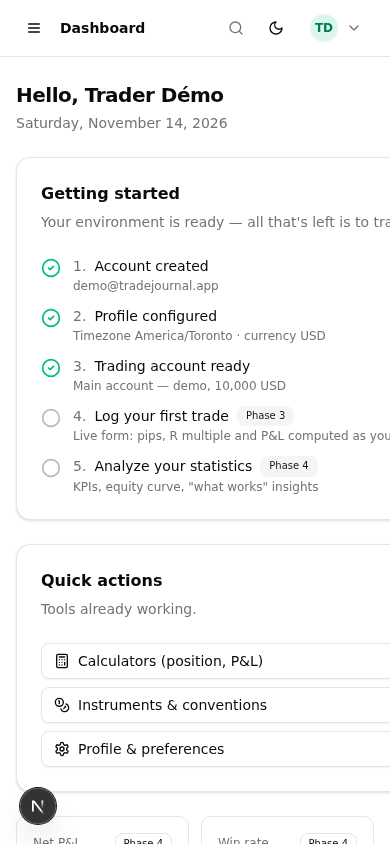 Dashboard
TD
Hello, Trader Démo
Saturday, November 14, 2026
Getting started
Your environment is ready — all that's left is to tra
1. Account created
demo@tradejournal.app
2. Profile configured
Timezone America/Toronto · currency USD
3. Trading account ready
Main account — demo, 10,000 USD
4. Log your first trade Phase 3
Live form: pips, R multiple and P&L computed as you
5. Analyze your statistics Phase 4
KPIs, equity curve, "what works" insights
Quick actions
Tools already working.
Calculators (position, P&L)
Instruments & conventions
Profile & preferences
N
Net P&L Phase 4 Win rate Phase 4